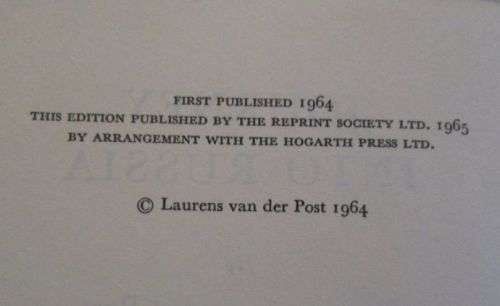 FIRST PUBLISHED 1964
THIS EDITION PUBLISHED BY THE REPRINT SOCIETY LTD. 1965
BY ARRANGEMENT WITH THE HOGARTH PRESS LTD.
© Laurens van der Post 1964